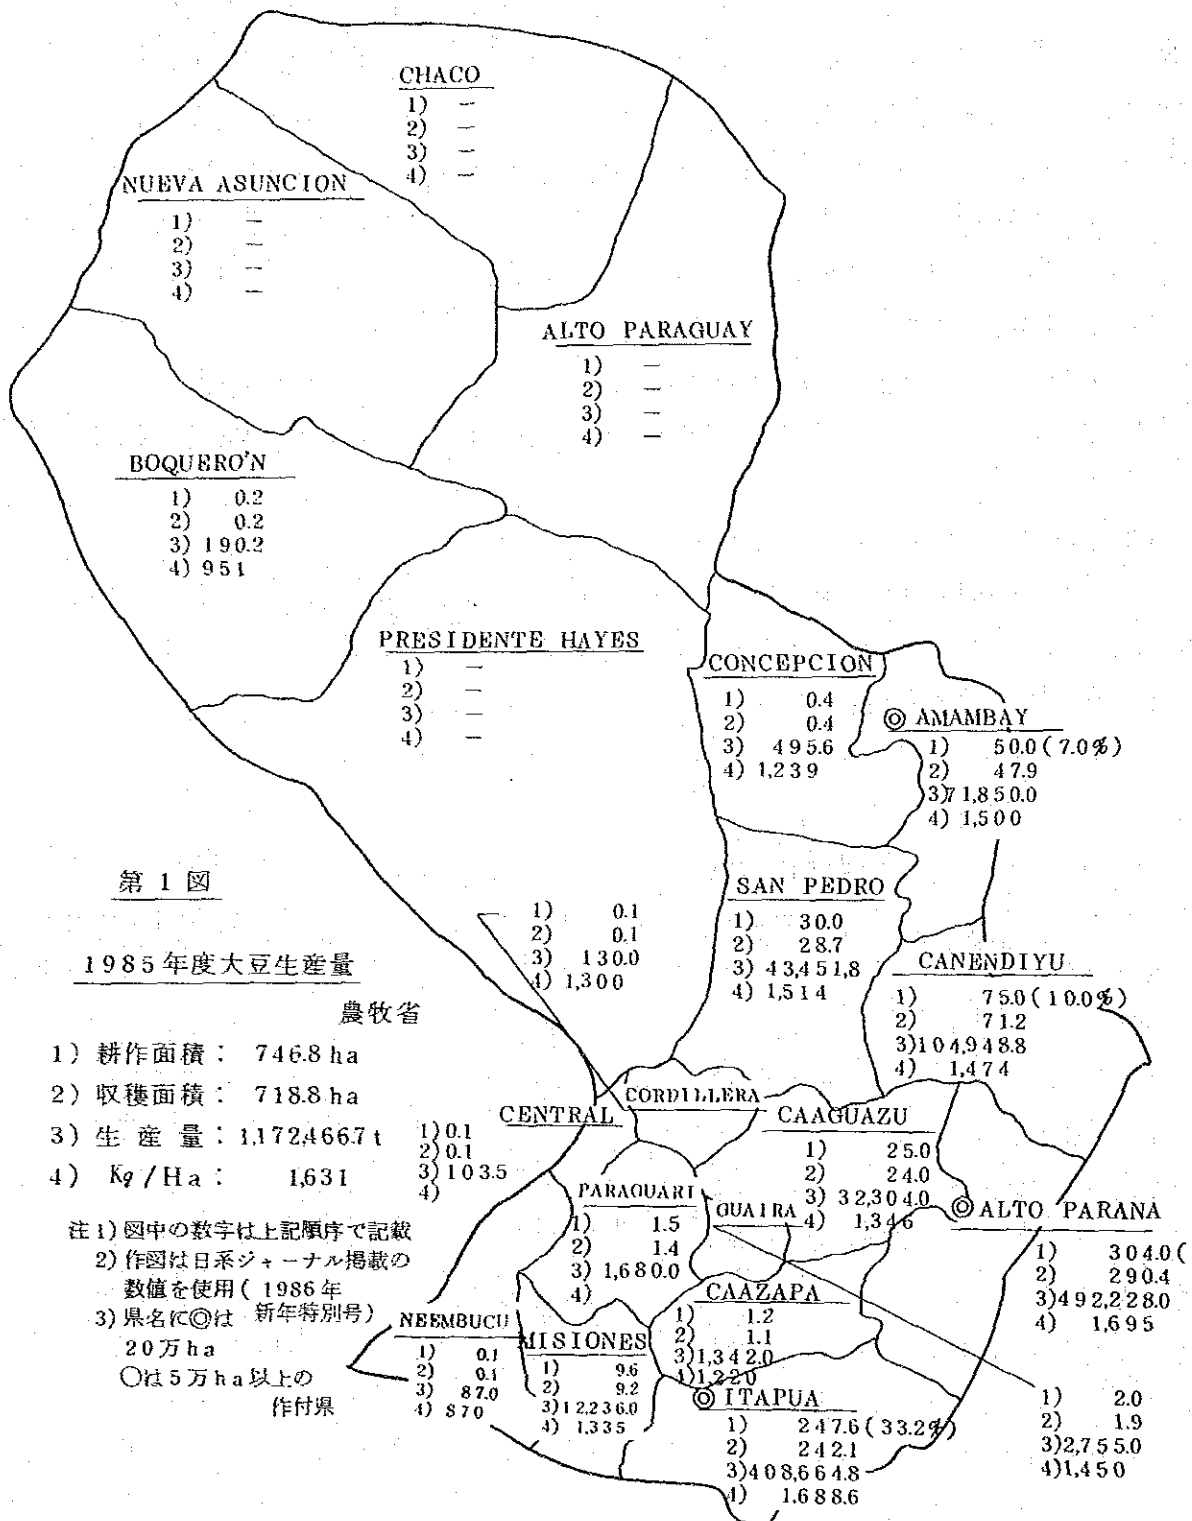 CHACO
1) －
2) －
3) －
4) －
NUEVA ASUNCION
1) －
2) －
3) －
4) －
ALTO PARAGUAY
1) －
2) －
3) －
4) －
BOQUERO'N
1) 0.2
2) 0.2
3) 190.2
4) 951
PRESIDENTE HAYES
1) －
2) －
3) －
4) －
CONCEPCION
1) 0.4
2) 0.4
3) 495.6
4) 1,239
◎ AMAMBAY
1) 50.0 (7.0%)
2) 47.9
3) 71,850.0
4) 1,500
SAN PEDRO
1) 30.0
2) 28.7
3) 43,451,8
4) 1,514
CANENDIYU
1) 75.0 (10.0%)
2) 71.2
3) 104,948.8
4) 1,474
1) 0.1
2) 0.1
3) 130.0
4) 1,300
第 1 図
1985年度大豆生産量
農牧省
1) 耕作面積： 746.8 ha
2) 収穫面積： 718.8 ha
3) 生産量： 1,172,466.7 t
4) Kg/Ha： 1,631
注 1) 図中の数字は上記順序で記載
2) 作図は日系ジャーナル掲載の
数値を使用 ( 1986年
新年特別号)
3) 県名に◎は
20万ha
○は5万ha以上の
作付県
CORDILLERA
CENTRAL
1) 0.1
2) 0.1
3) 103.5
4)
CAAGUAZU
1) 25.0
2) 24.0
3) 32,304.0
4) 1,346
PARAGUARI
1) 1.5
2) 1.4
3) 1,680.0
4)
GUAIRA
◎ ALTO PARANA
1) 304.0 (
2) 290.4
3) 492,228.0
4) 1,695
CAAZAPA
1) 1.2
2) 1.1
3) 1,342.0
4) 1,220
NEEMBUCU
1) 0.1
2) 0.1
3) 87.0
4) 870
MISIONES
1) 9.6
2) 9.2
3) 12,236.0
4) 1,335
◎ ITAPUA
1) 247.6 (33.2%)
2) 242.1
3) 408,664.8
4) 1.688.6
1) 2.0
2) 1.9
3) 2,755.0
4) 1,450